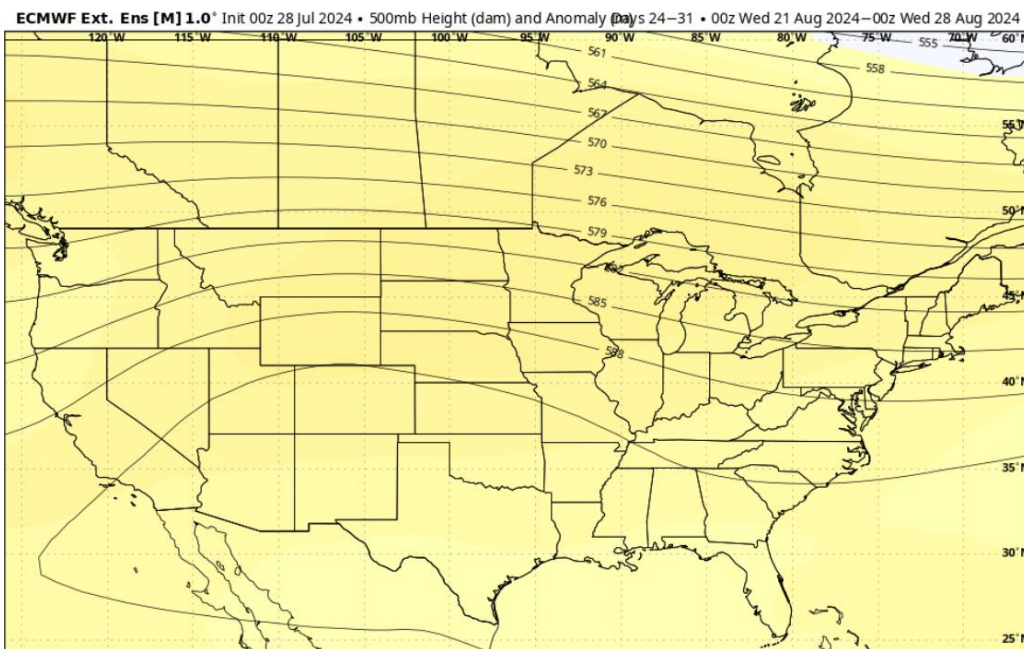 ECMWF Ext. Ens [M] 1.0° Init 00z 28 Jul 2024 • 500mb Height (dam) and Anomaly (m) Days 24−31 • 00z Wed 21 Aug 2024−00z Wed 28 Aug 2024
120°W 115°W 110°W 105°W 100°W 95°W 90°W 85°W 80°W 75°W 70°W 60°N
555
561
558
564
567
55°N
570
573
576
50°N
579
45°N
585
588
40°N
35°N
30°N
25°N